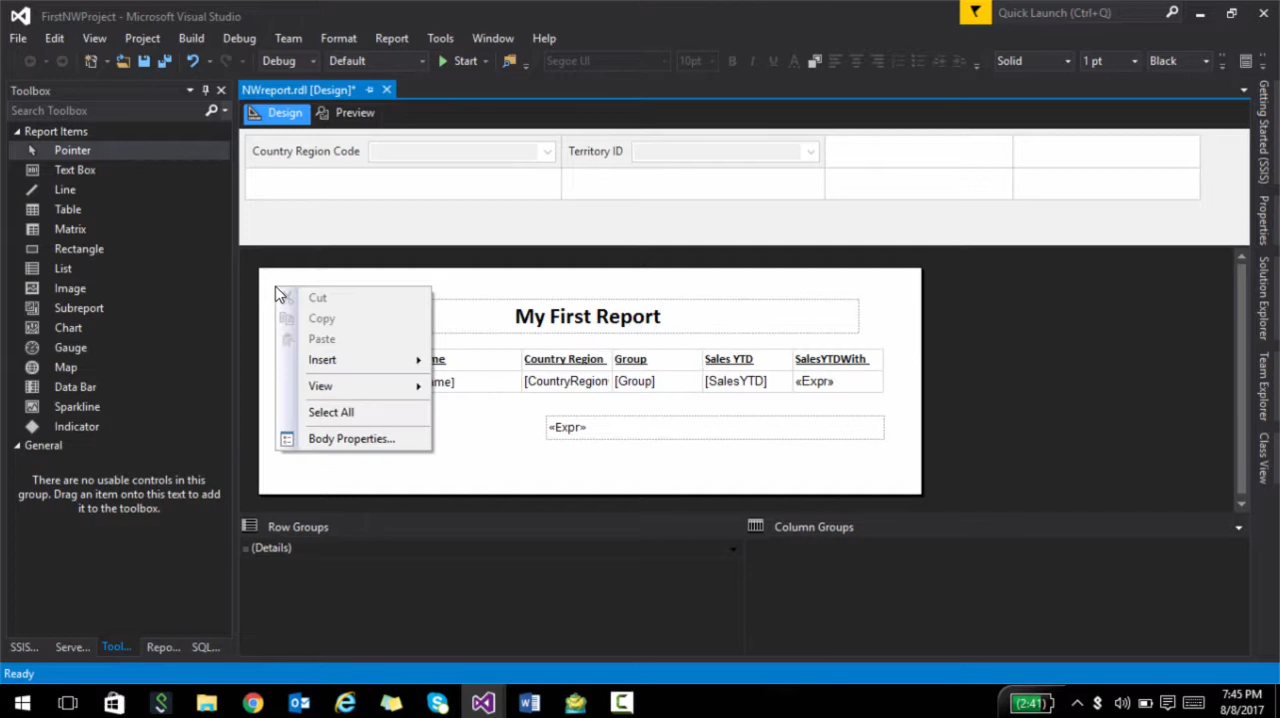 FirstNWProject - Microsoft Visual Studio
Quick Launch (Ctrl+Q)
File Edit View Project Build Debug Team Format Report Tools Window Help
Debug Default Start Segoe UI 10pt B I U A Solid 1 pt Black
Toolbox
NWreport.rdl [Design]*
Search Toolbox
Design Preview
Report Items
Pointer
Text Box
Line
Table
Matrix
Rectangle
List
Image
Subreport
Chart
Gauge
Map
Data Bar
Sparkline
Indicator
General
There are no usable controls in this
group. Drag an item onto this text to add
it to the toolbox.
Country Region Code
Territory ID
Cut
Copy
Paste
Insert
View
Select All
Body Properties...
My First Report
me Country Region Group Sales YTD SalesYTDWith
ame] [CountryRegion [Group] [SalesYTD] «Expr»
«Expr»
Row Groups
Column Groups
(Details)
Getting Started (SSIS)
Properties
Solution Explorer
Team Explorer
Class View
SSIS... Serve... Tool... Repo... SQL...
Ready
(2:41)
7:45 PM
8/8/2017